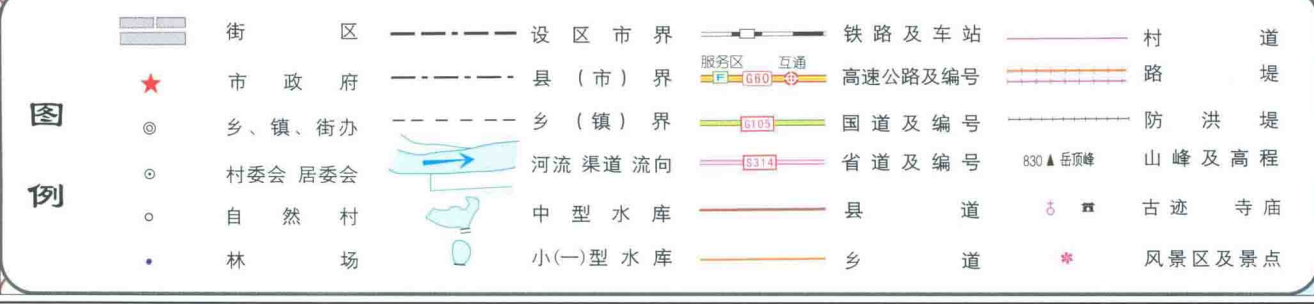 图例
街区
市政府
乡、镇、街办
村委会 居委会
自然村
林场
设区市界
县（市）界
乡（镇）界
河流 渠道 流向
中型水库
小(一)型水库
铁路及车站
服务区 互通
F G60 高速公路及编号
G105 国道及编号
S314 省道及编号
县道
乡道
村道
路堤
防洪堤
830 岳顶峰 山峰及高程
古迹 寺庙
风景区及景点